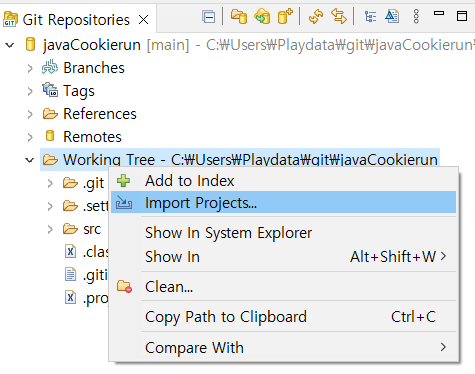 GIT Git Repositories
javaCookierun [main] - C:₩Users₩Playdata₩git₩javaCookierun
Branches
Tags
References
Remotes
Working Tree - C:₩Users₩Playdata₩git₩javaCookierun
.git
.sett
src
.clas
.giti
.pro
Add to Index
Import Projects...
Show In System Explorer
Show In Alt+Shift+W
Clean...
Copy Path to Clipboard Ctrl+C
Compare With